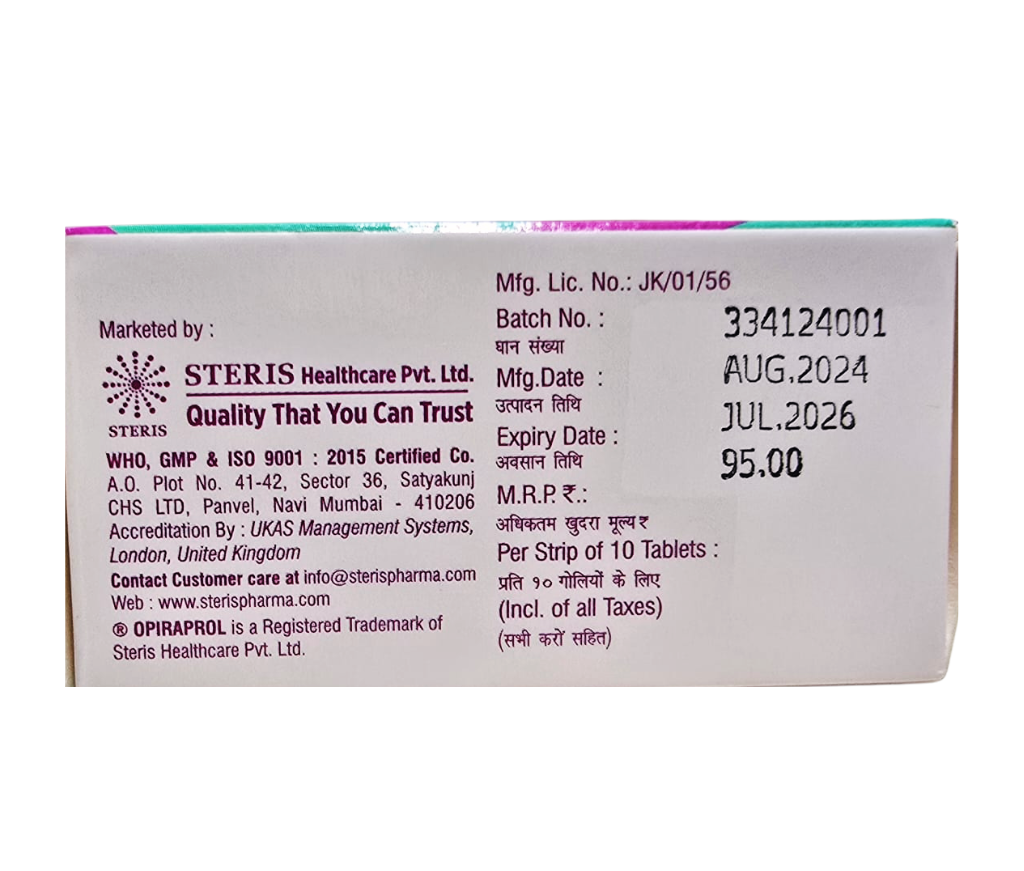 Marketed by :
STERIS
STERIS Healthcare Pvt. Ltd.
Quality That You Can Trust
WHO, GMP & ISO 9001 : 2015 Certified Co.
A.O. Plot No. 41-42, Sector 36, Satyakunj
CHS LTD, Panvel, Navi Mumbai - 410206
Accreditation By : UKAS Management Systems,
London, United Kingdom
Contact Customer care at info@sterispharma.com
Web : www.sterispharma.com
® OPIRAPROL is a Registered Trademark of
Steris Healthcare Pvt. Ltd.
Mfg. Lic. No.: JK/01/56
Batch No. : 334124001
घान संख्या
Mfg.Date : AUG.2024
उत्पादन तिथि
Expiry Date : JUL.2026
अवसान तिथि
M.R.P. ₹.: 95.00
अधिकतम खुदरा मूल्य ₹
Per Strip of 10 Tablets :
प्रति १० गोलियों के लिए
(Incl. of all Taxes)
(सभी करों सहित)